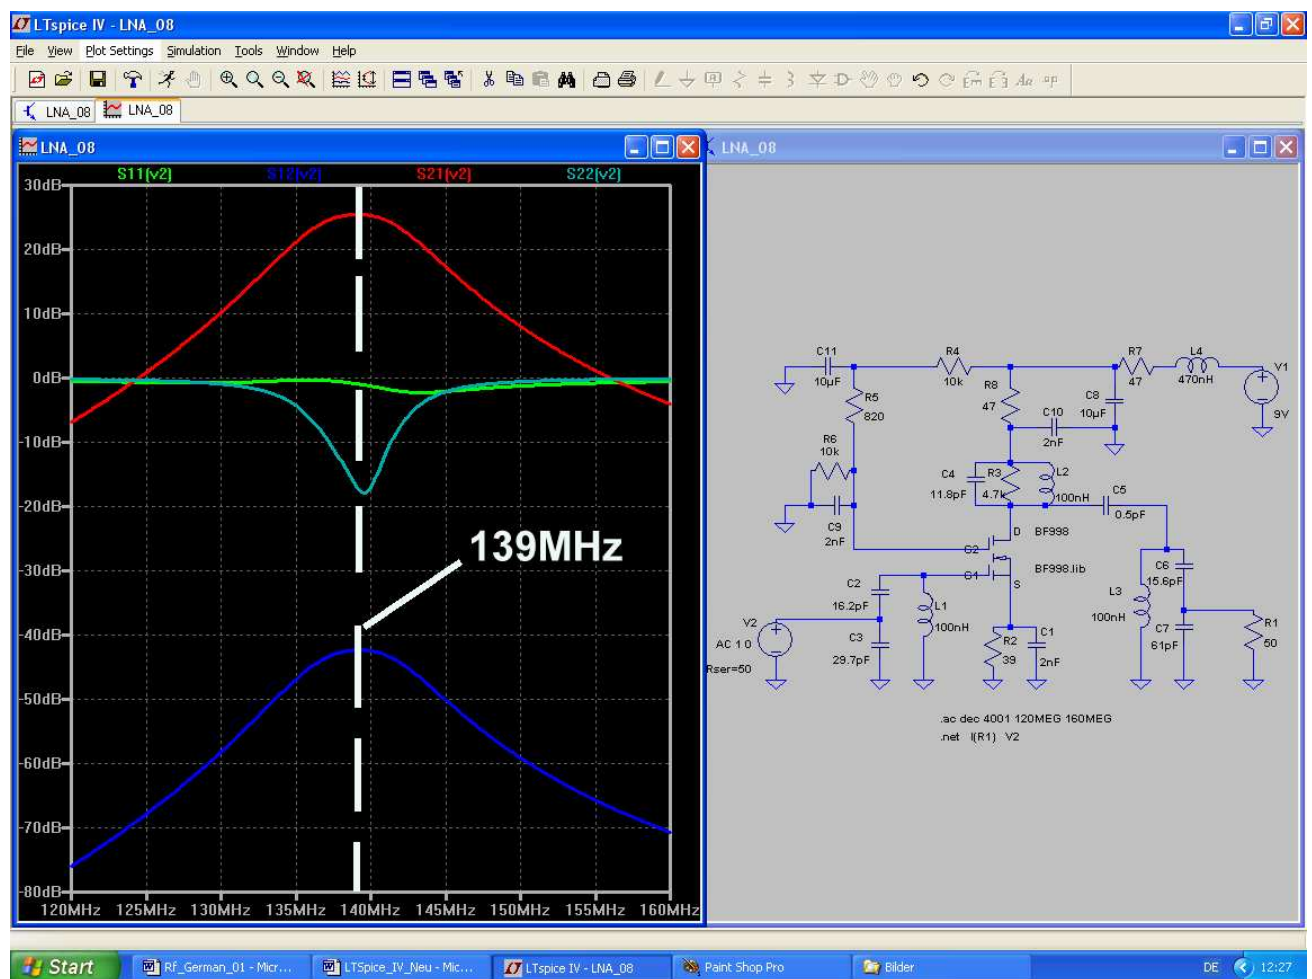 LTspice IV - LNA_08
File View Plot Settings Simulation Tools Window Help
LNA_08 LNA_08
LNA_08
S11(v2) S12(v2) S21(v2) S22(v2)
30dB
20dB
10dB
0dB
-10dB
-20dB
-30dB
-40dB
-50dB
-60dB
-70dB
-80dB
139MHz
120MHz 125MHz 130MHz 135MHz 140MHz 145MHz 150MHz 155MHz 160MHz
LNA_08
C11
10µF
R4
10k
R7
47
L4
470nH
V1
9V
R5
820
R8
47
C8
10µF
C10
2nF
R6
10k
C9
2nF
C4
11.8pF
R3
4.7k
L2
100nH
C5
0.5pF
D
BF998
G2
BF998.lib
G1
S
C2
16.2pF
L1
100nH
C6
15.6pF
L3
100nH
V2
AC 1 0
Rser=50
C3
29.7pF
R2
39
C1
2nF
C7
61pF
R1
50
.ac dec 4001 120MEG 160MEG
.net I(R1) V2
Start Rf_German_01 - Micr... LTSpice_IV_Neu - Mic... LTspice IV - LNA_08 Paint Shop Pro Bilder DE 12:27